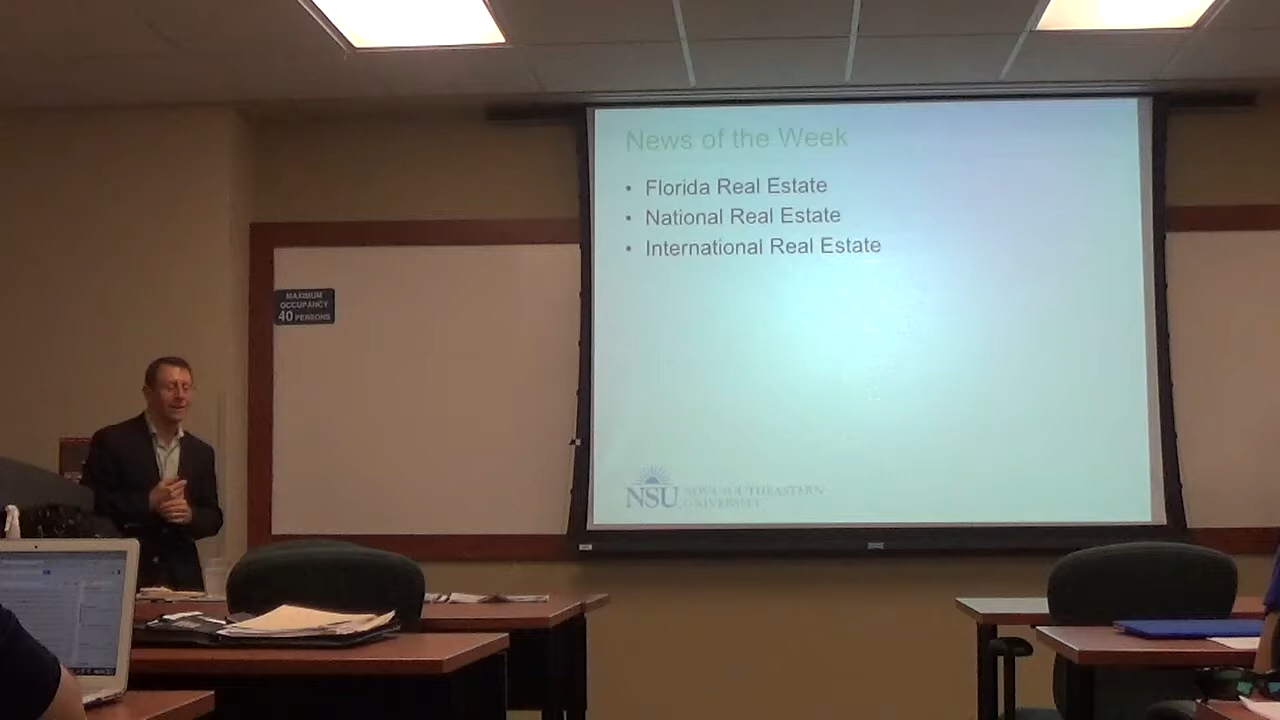 News of the Week
• Florida Real Estate
• National Real Estate
• International Real Estate
MAXIMUM
OCCUPANCY
40 PERSONS
NSU NOVA SOUTHEASTERN
UNIVERSITY